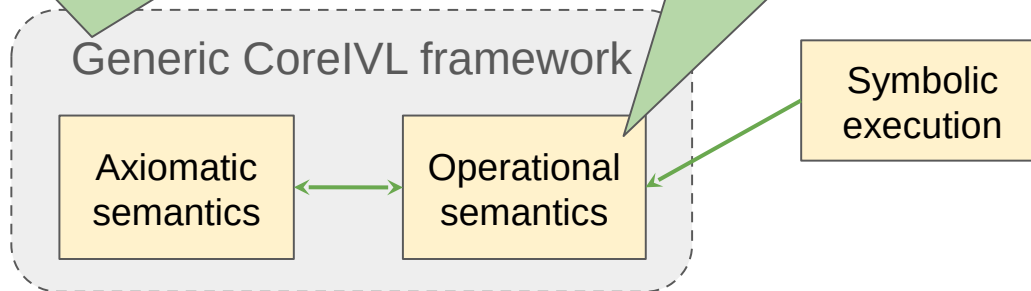 Generic CoreIVL framework
Symbolic
execution
Axiomatic
semantics
Operational
semantics